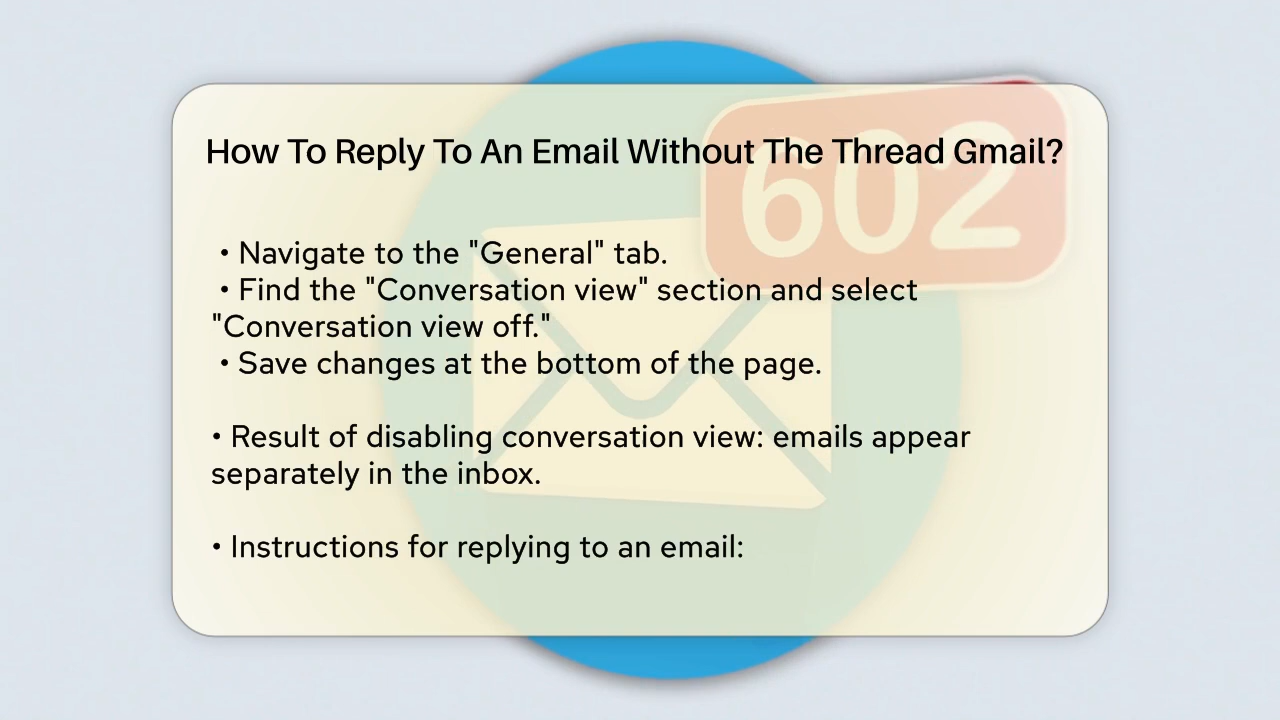 How To Reply To An Email Without The Thread Gmail?
602
• Navigate to the "General" tab.
• Find the "Conversation view" section and select
"Conversation view off."
• Save changes at the bottom of the page.
• Result of disabling conversation view: emails appear
separately in the inbox.
• Instructions for replying to an email: